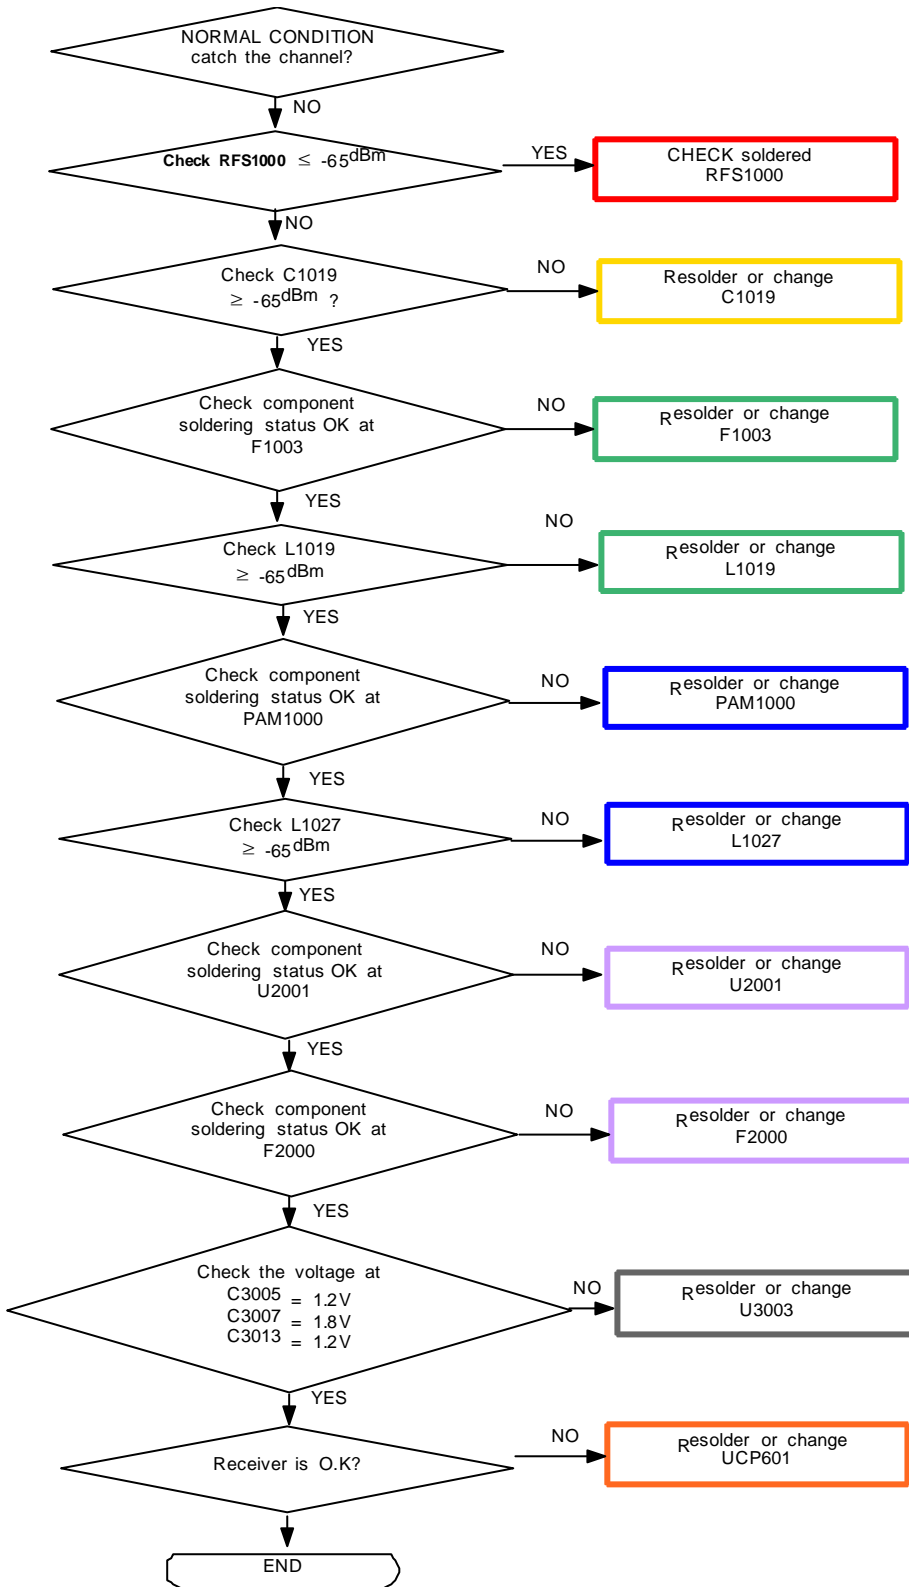 NORMAL CONDITION
catch the channel?
NO
Check RFS1000 ≤ -65dBm
YES
CHECK soldered
RFS1000
NO
Check C1019
≥ -65dBm ?
NO
Resolder or change
C1019
YES
Check component
soldering status OK at
F1003
NO
Resolder or change
F1003
YES
Check L1019
≥ -65dBm
NO
Resolder or change
L1019
YES
Check component
soldering status OK at
PAM1000
NO
Resolder or change
PAM1000
YES
Check L1027
≥ -65dBm
NO
Resolder or change
L1027
YES
Check component
soldering status OK at
U2001
NO
Resolder or change
U2001
YES
Check component
soldering status OK at
F2000
NO
Resolder or change
F2000
YES
Check the voltage at
C3005 = 1.2V
C3007 = 1.8V
C3013 = 1.2V
NO
Resolder or change
U3003
YES
Receiver is O.K?
NO
Resolder or change
UCP601
END